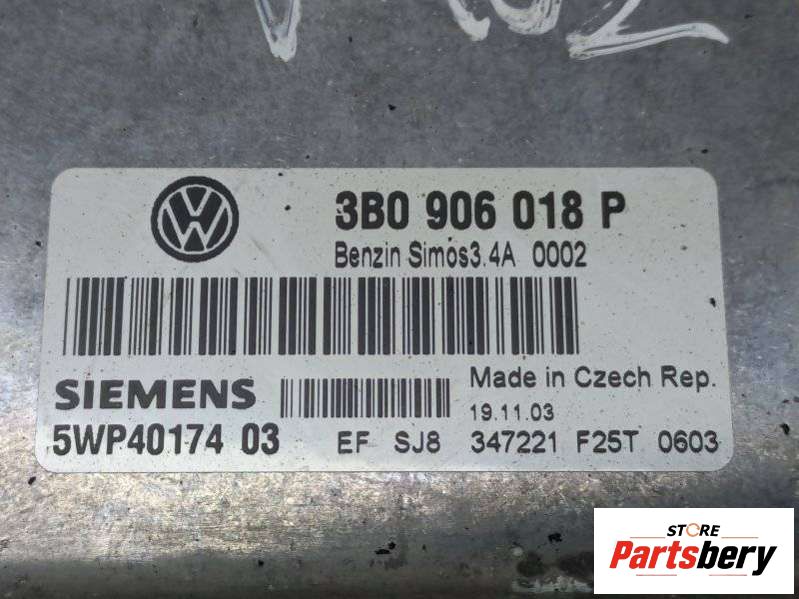 3B0 906 018 P
Benzin Simos3.4A 0002
SIEMENS
Made in Czech Rep.
19.11.03
5WP40174 03
EF SJ8 347221 F25T 0603
STORE
Partsbery